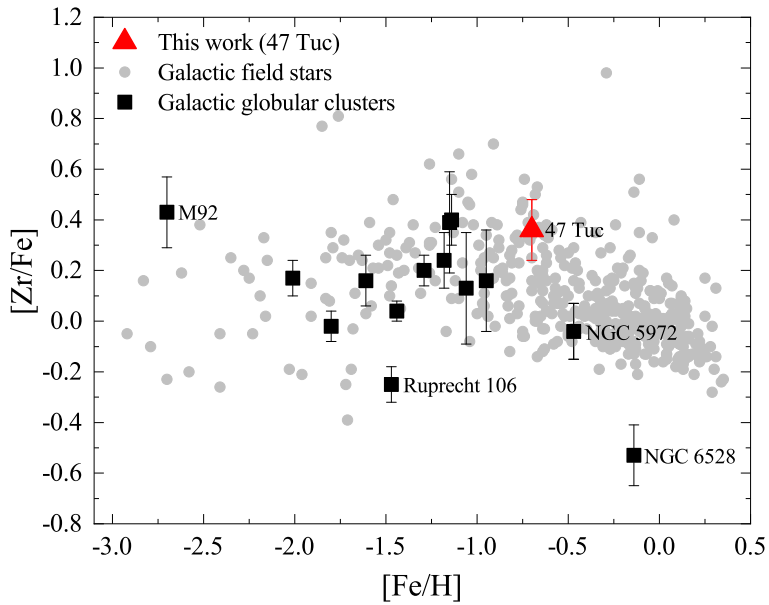 1.2
1.0
0.8
0.6
0.4
0.2
0.0
-0.2
-0.4
-0.6
-0.8
[Zr/Fe]
This work (47 Tuc)
Galactic field stars
Galactic globular clusters
M92
47 Tuc
NGC 5972
Ruprecht 106
NGC 6528
-3.0 -2.5 -2.0 -1.5 -1.0 -0.5 0.0 0.5
[Fe/H]